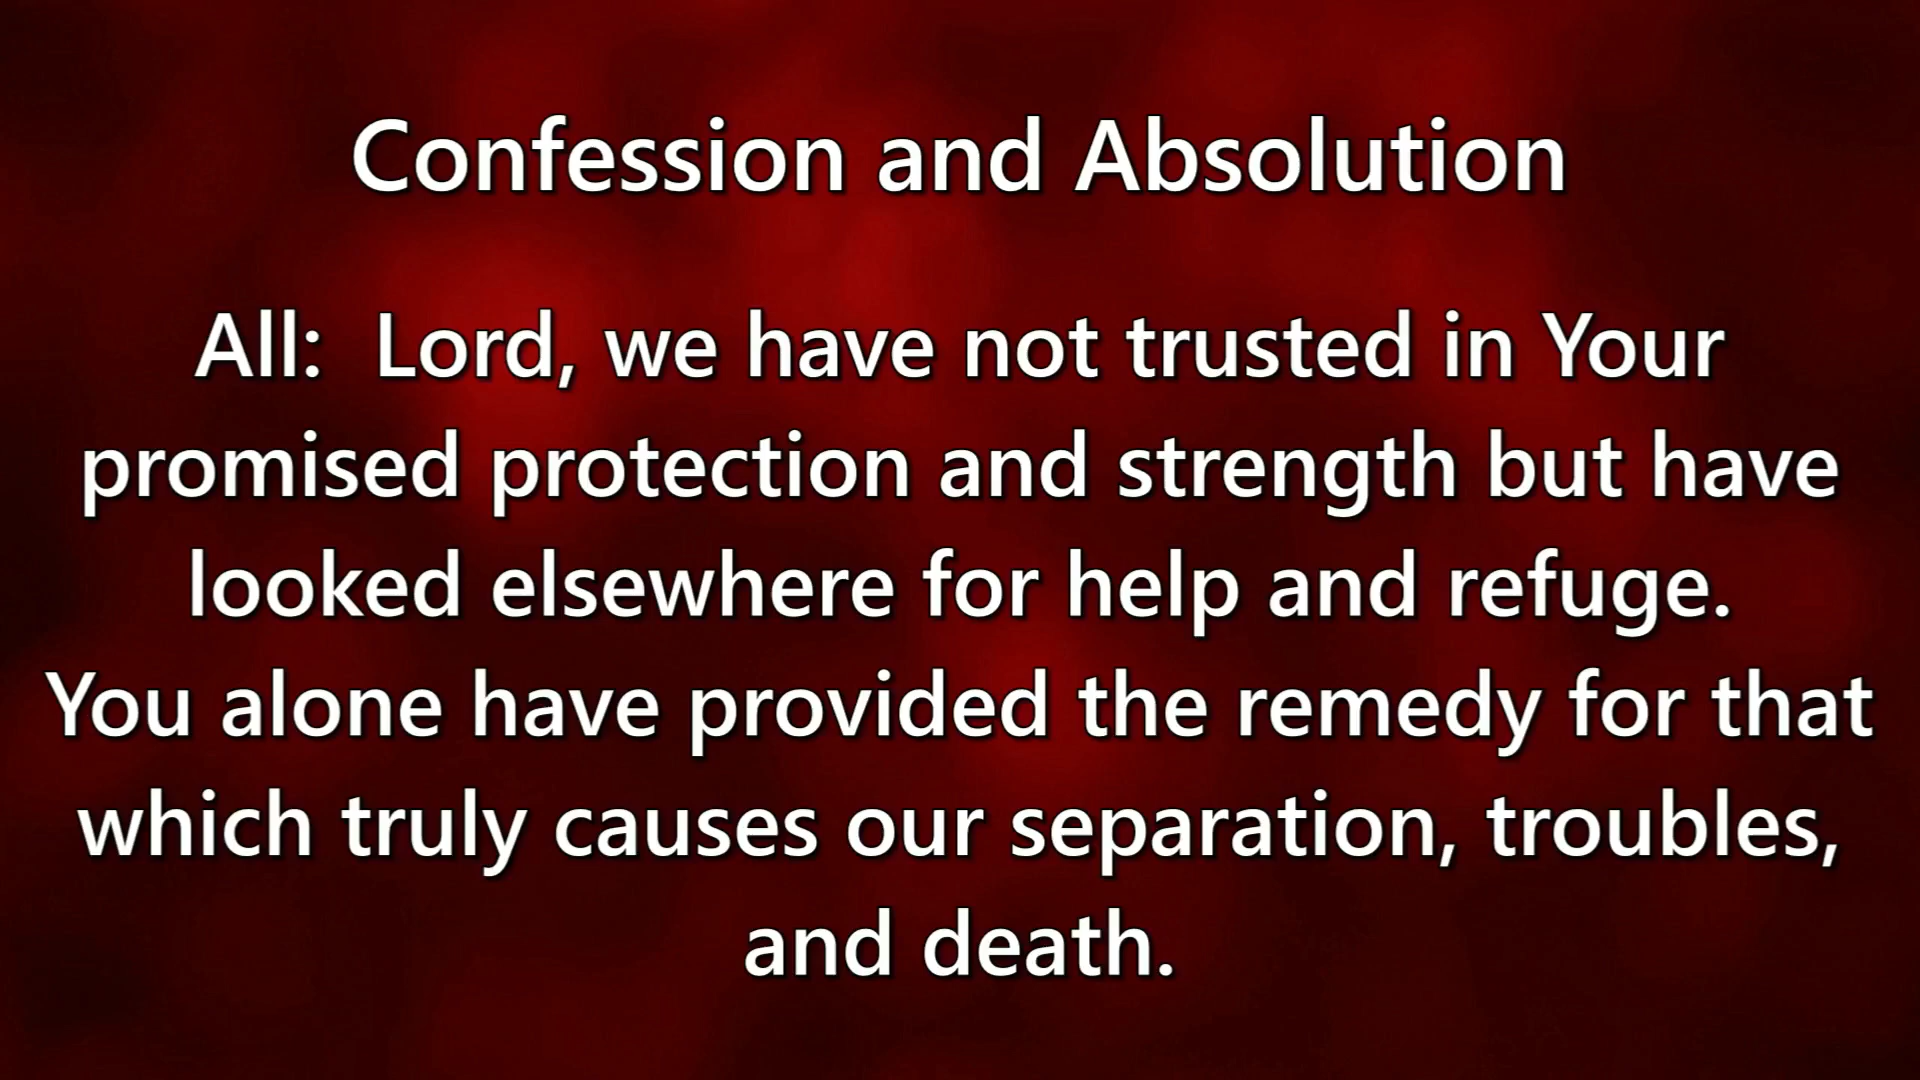 Confession and Absolution
All:  Lord, we have not trusted in Your
promised protection and strength but have
looked elsewhere for help and refuge.
You alone have provided the remedy for that
which truly causes our separation, troubles,
and death.